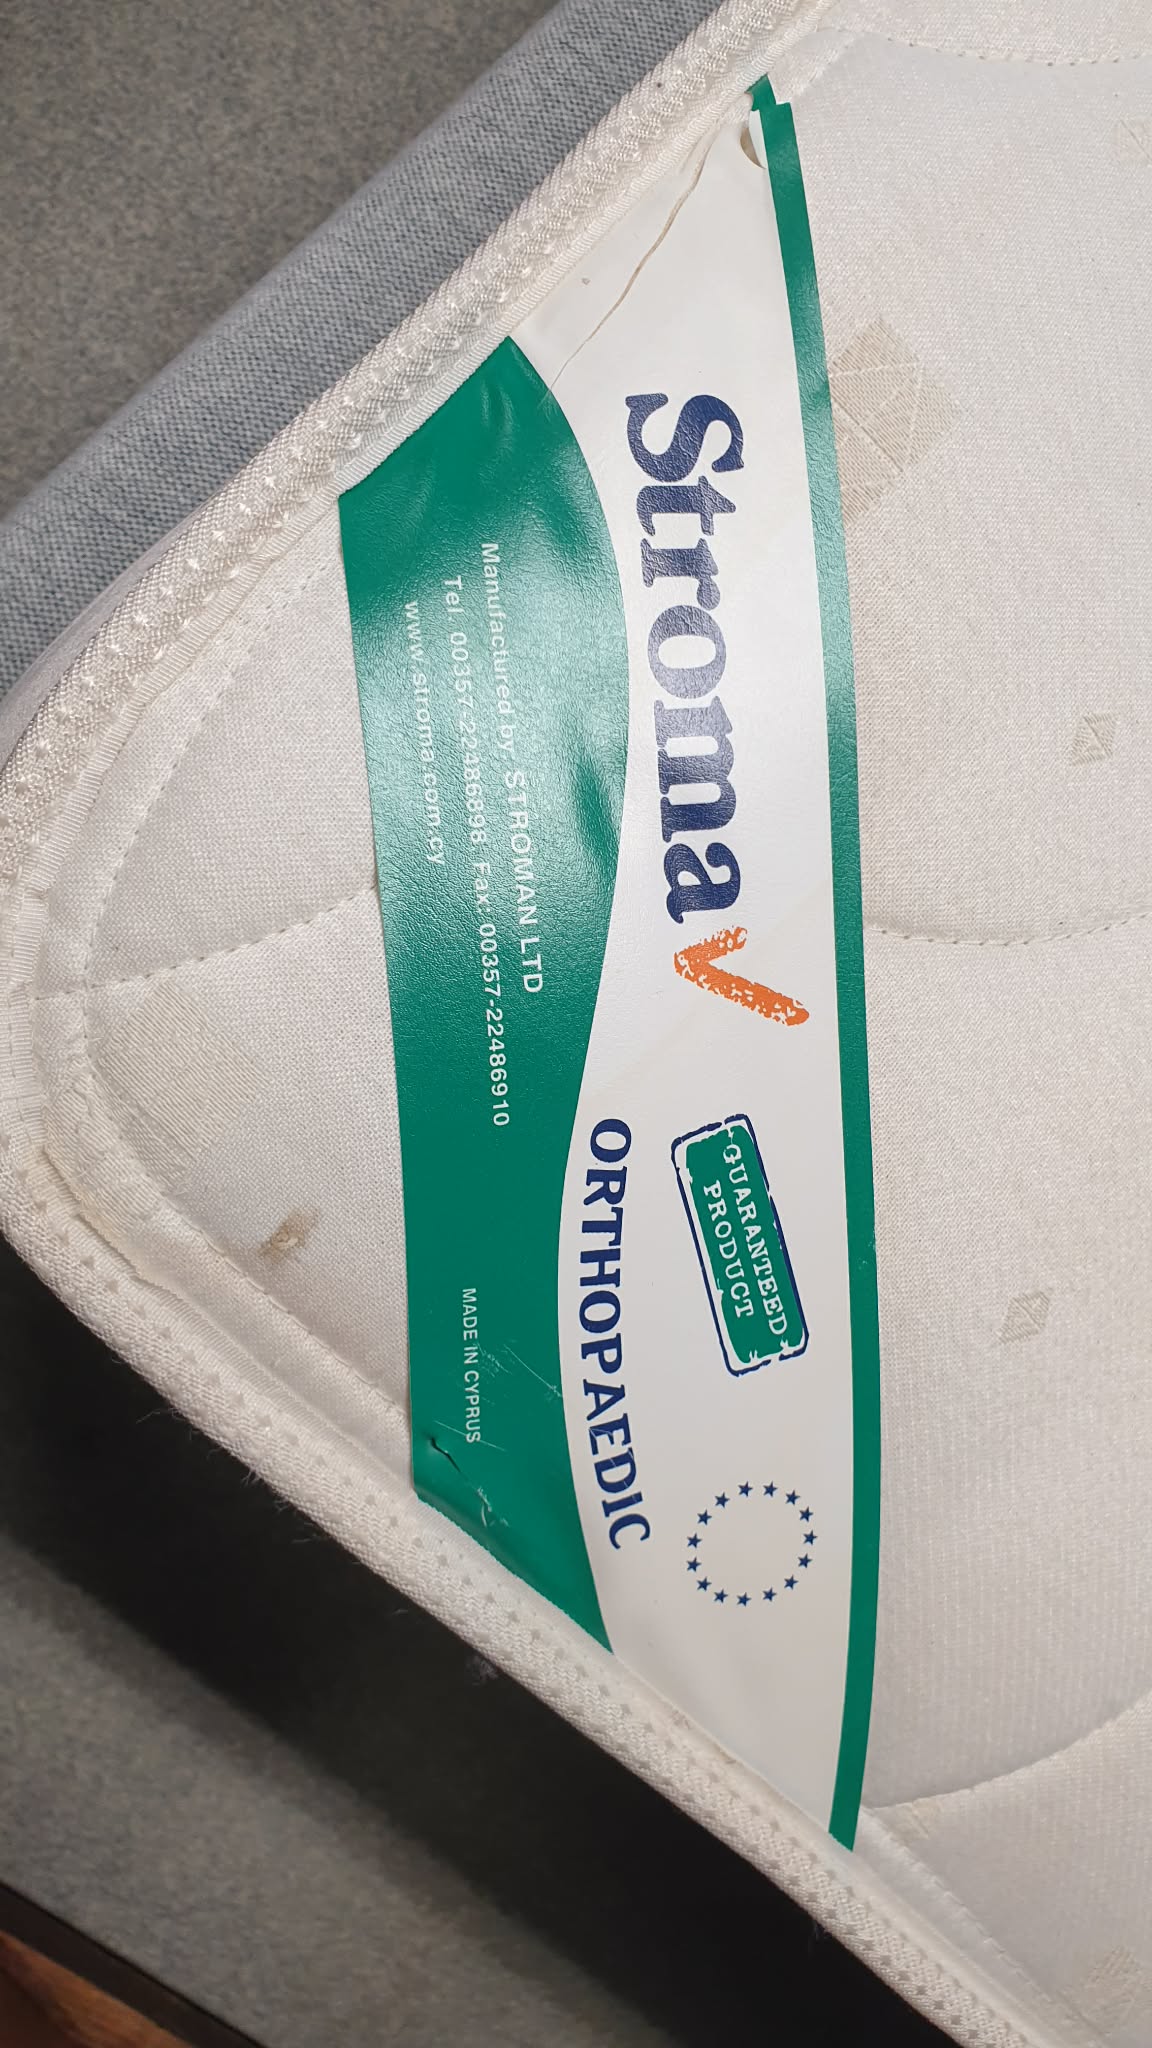 Stroma
GUARANTEED
PRODUCT
ORTHOPAEDIC
Manufactured by: STROMAN LTD
Tel. 00357-22486898 Fax: 00357-22486910
www.stroma.com.cy
MADE IN CYPRUS